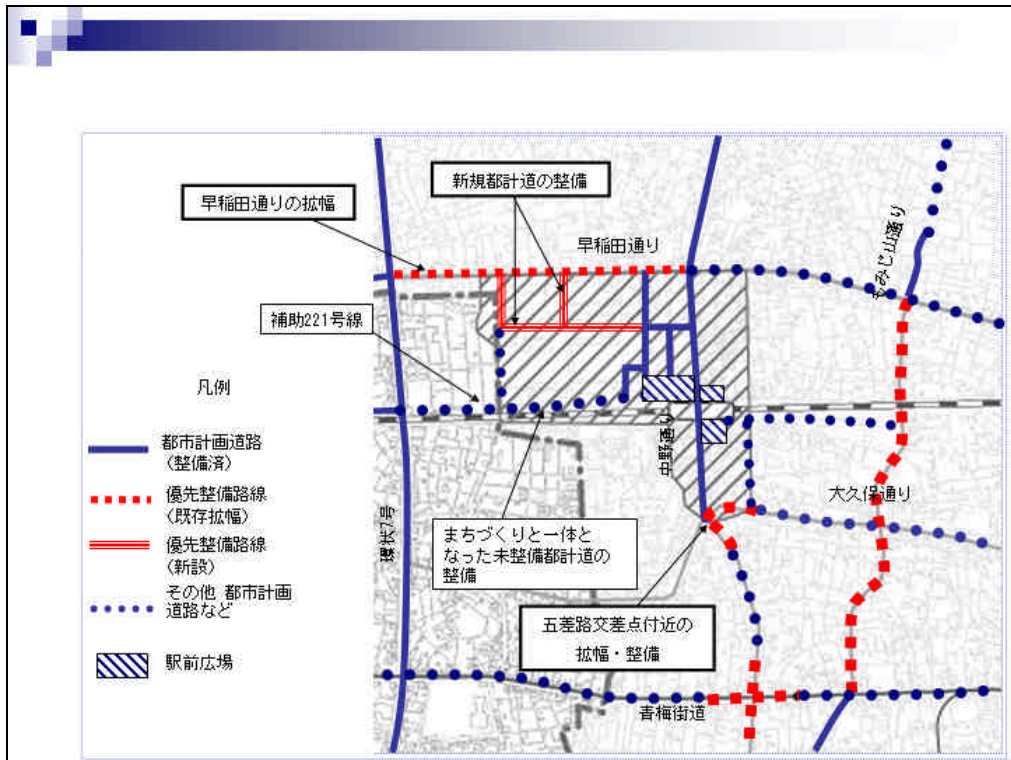 新規都計道の整備
早稲田通りの拡幅
早稲田通り
もみじ山通り
補助221号線
凡例
都市計画道路
(整備済)
優先整備路線
(既存拡幅)
優先整備路線
(新設)
その他 都市計画
道路など
駅前広場
環状7号
中野通り
大久保通り
まちづくりと一体と
なった未整備都計道の
整備
五差路交差点付近の
拡幅・整備
青梅街道